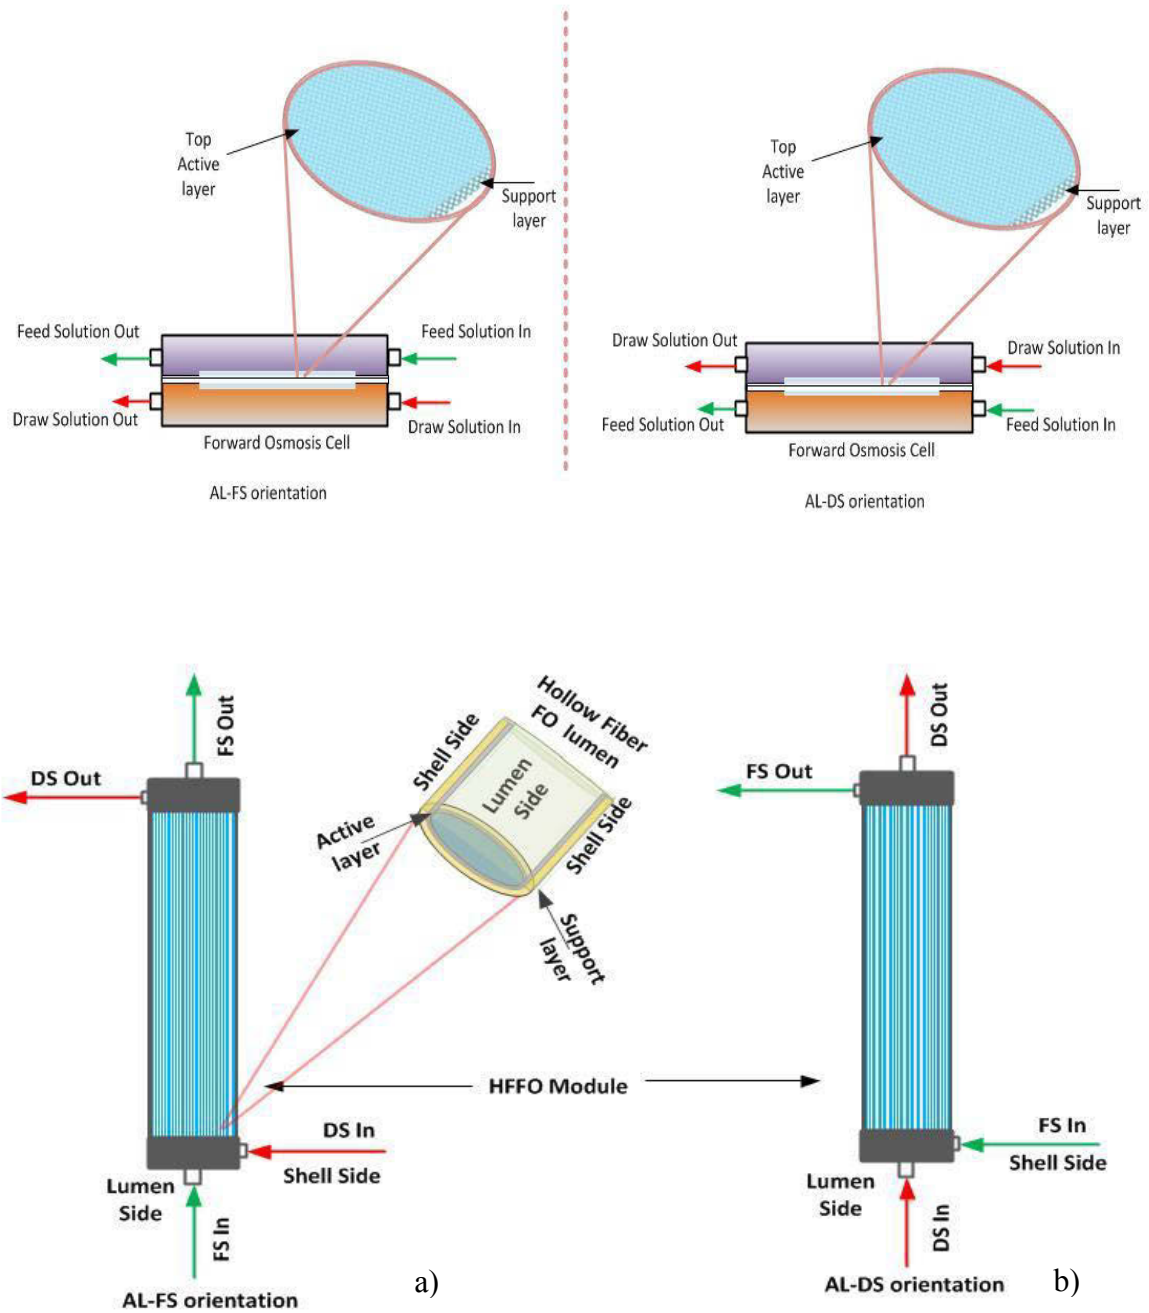 Top
Active
layer
Support
layer
Feed Solution Out
Feed Solution In
Draw Solution Out
Draw Solution In
Forward Osmosis Cell
AL-FS orientation
Top
Active
layer
Support
layer
Draw Solution Out
Draw Solution In
Feed Solution Out
Feed Solution In
Forward Osmosis Cell
AL-DS orientation
FS Out
DS Out
Hollow Fiber
FO lumen
Shell Side
Lumen
Side
Shell Side
Active
layer
Support
layer
HFFO Module
DS In
Shell Side
Lumen
Side
FS In
AL-FS orientation
a)
DS Out
FS Out
FS In
Shell Side
Lumen
Side
DS In
AL-DS orientation
b)